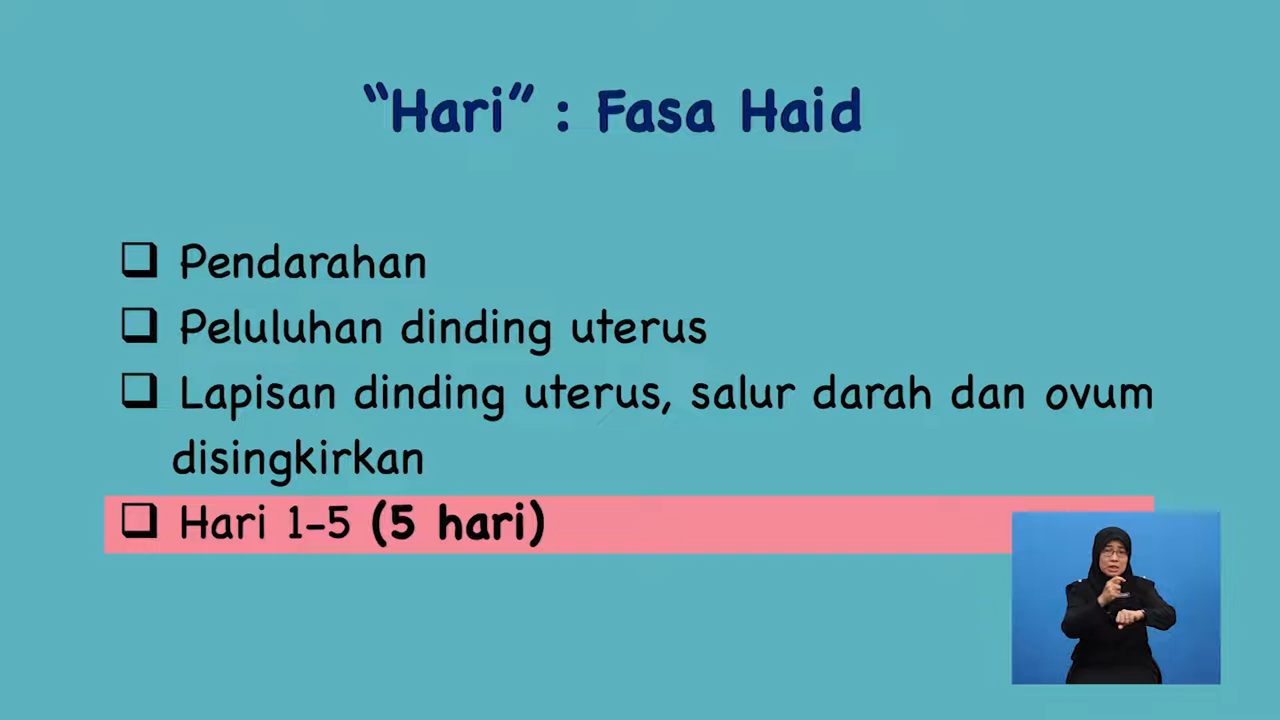 “Hari” : Fasa Haid
❑ Pendarahan
❑ Peluluhan dinding uterus
❑ Lapisan dinding uterus, salur darah dan ovum
disingkirkan
❑ Hari 1-5 (5 hari)